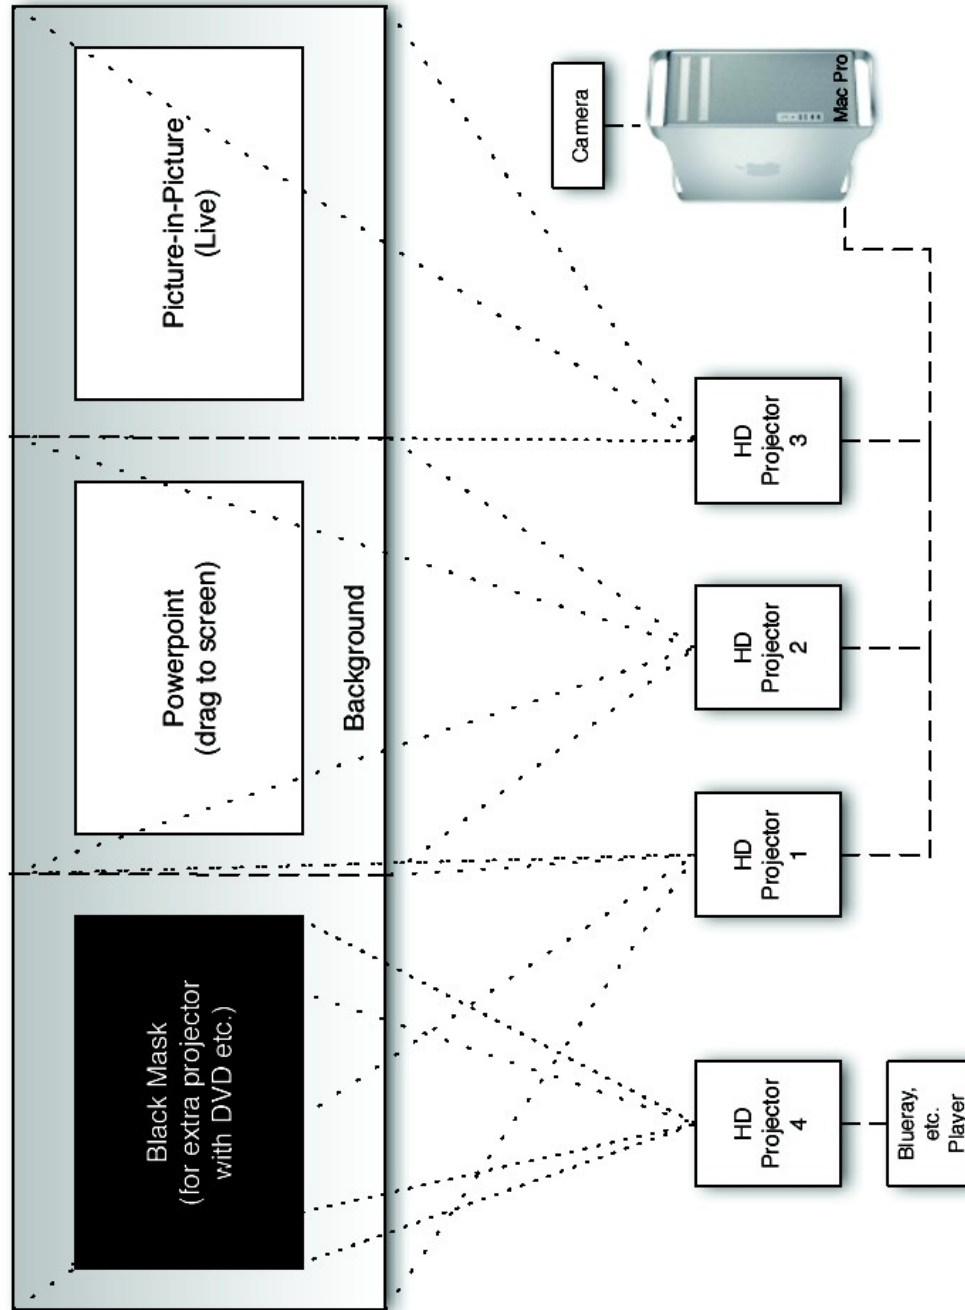 Black Mask
(for extra projector
with DVD etc.)
Powerpoint
(drag to screen)
Picture-in-Picture
(Live)
Background
Camera
Mac Pro
HD
Projector
4
HD
Projector
1
HD
Projector
2
HD
Projector
3
Blueray,
etc.
Player